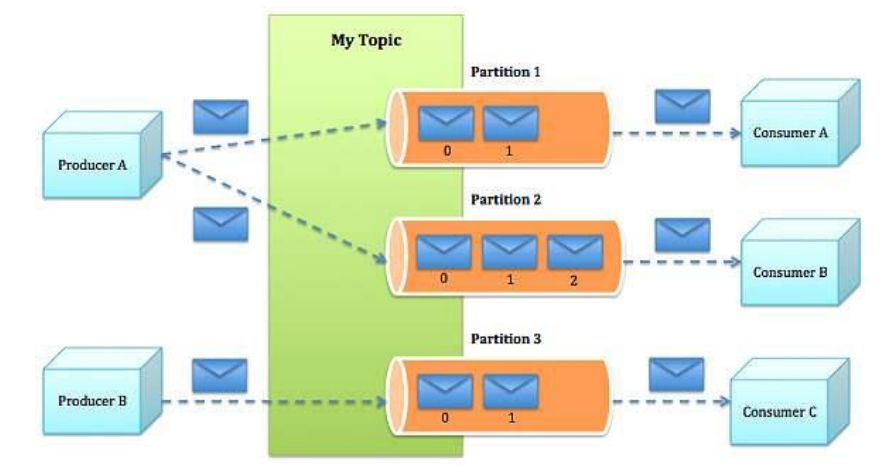 My Topic
Partition 1
Producer A
0 1
Consumer A
Partition 2
0 1 2
Consumer B
Partition 3
Producer B
0 1
Consumer C